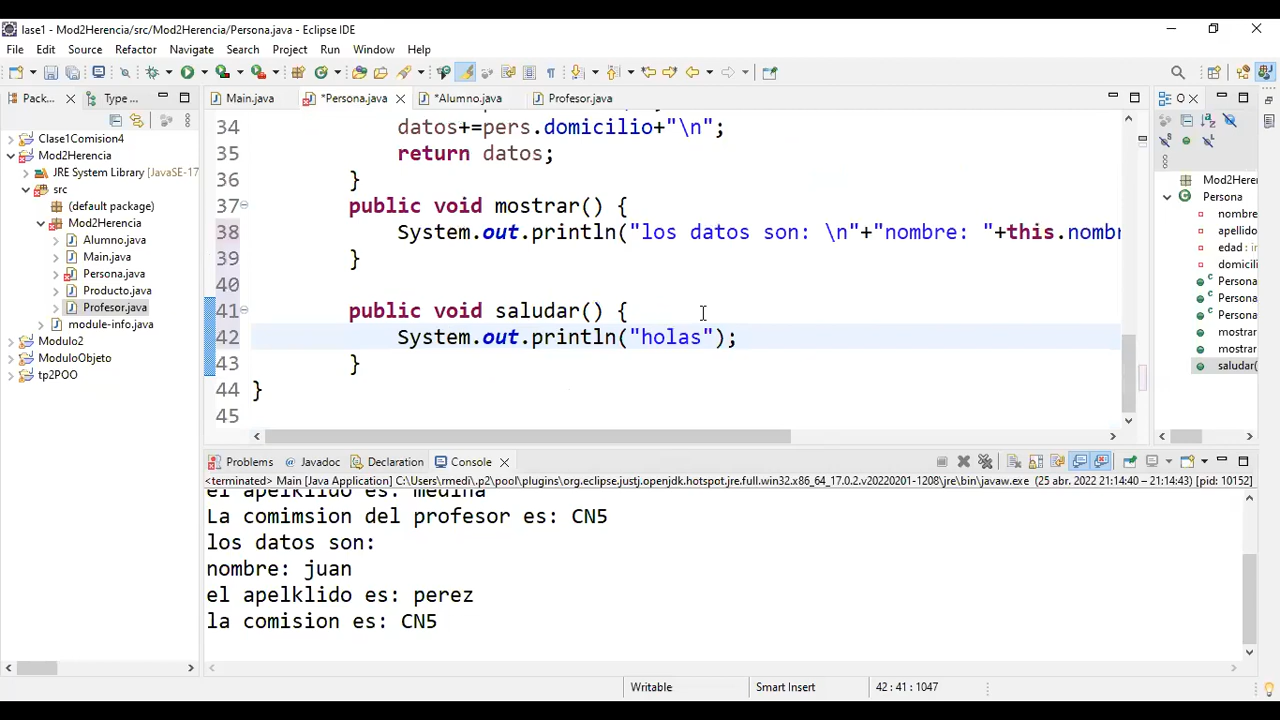 lase1 - Mod2Herencia/src/Mod2Herencia/Persona.java - Eclipse IDE
File Edit Source Refactor Navigate Search Project Run Window Help
Pack... Type ... Main.java *Persona.java *Alumno.java Profesor.java O
Clase1Comision4
Mod2Herencia
JRE System Library [JavaSE-17
src
(default package)
Mod2Herencia
Alumno.java
Main.java
Persona.java
Producto.java
Profesor.java
module-info.java
Modulo2
ModuloObjeto
tp2POO
34 datos+=pers.domicilio+"\n";
35 return datos;
36 }
37 public void mostrar() {
38 System.out.println("los datos son: \n"+"nombre: "+this.nombr
39 }
40
41 public void saludar() {
42 System.out.println("holas");
43 }
44 }
45
Mod2Heren
Persona
nombre
apellido
edad : in
domicili
Persona
Persona
Persona
mostrar
mostrar
saludar(
Problems Javadoc Declaration Console
<terminated> Main [Java Application] C:\Users\rmedi\.p2\pool\plugins\org.eclipse.justj.openjdk.hotspot.jre.full.win32.x86_64_17.0.2.v20220201-1208\jre\bin\javaw.exe (25 abr. 2022 21:14:40 – 21:14:43) [pid: 10152]
el apelklido es: medina
La comimsion del profesor es: CN5
los datos son:
nombre: juan
el apelklido es: perez
la comision es: CN5
Writable Smart Insert 42 : 41 : 1047